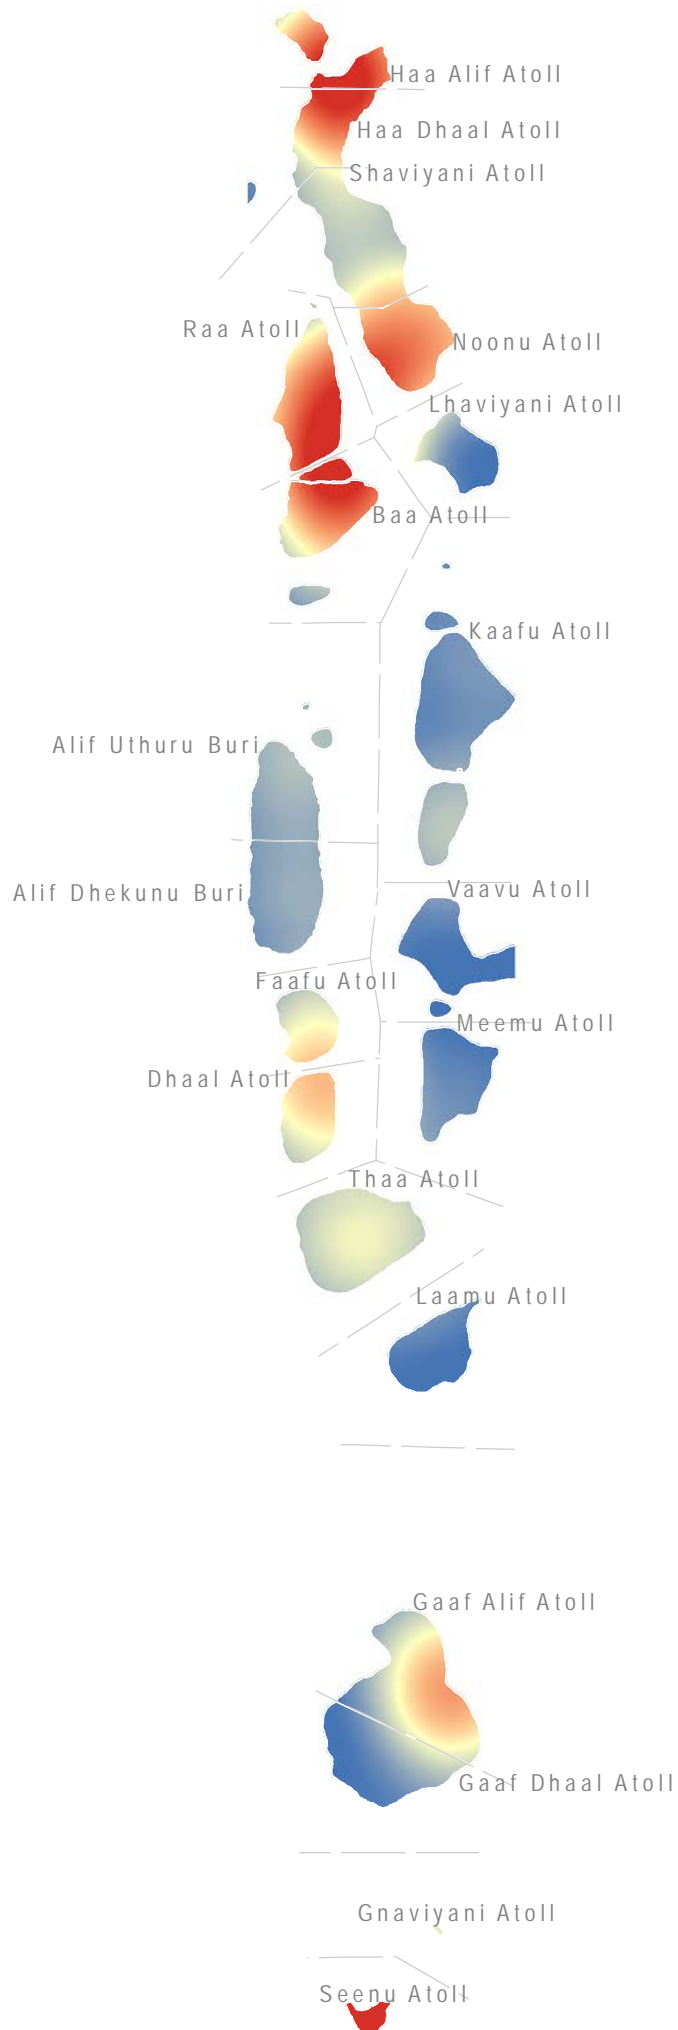 Haa Alif Atoll
Haa Dhaal Atoll
Shaviyani Atoll
Raa Atoll
Noonu Atoll
Lhaviyani Atoll
Baa Atoll
Kaafu Atoll
Alif Uthuru Buri
Alif Dhekunu Buri
Vaavu Atoll
Faafu Atoll
Meemu Atoll
Dhaal Atoll
Thaa Atoll
Laamu Atoll
Gaaf Alif Atoll
Gaaf Dhaal Atoll
Gnaviyani Atoll
Seenu Atoll